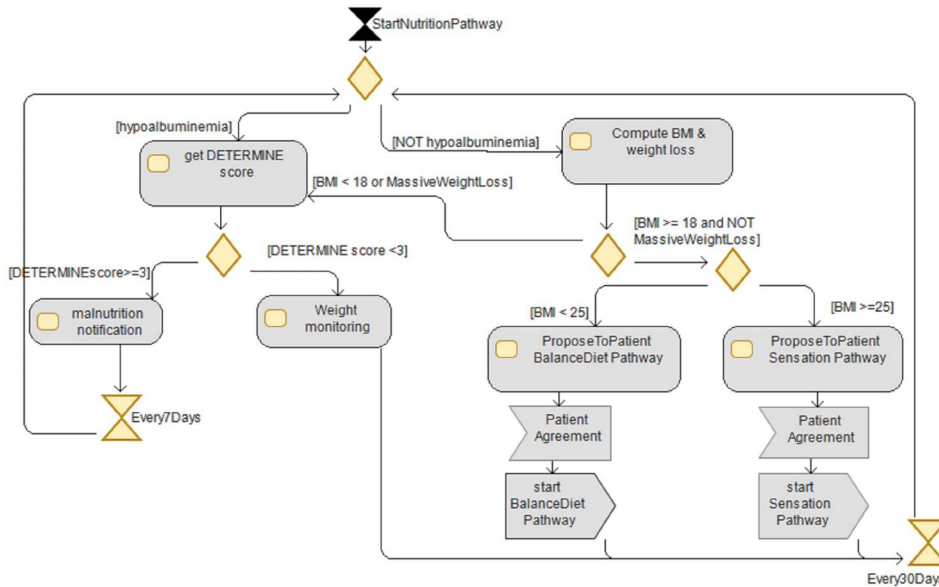 StartNutritionPathway
[hypoalbuminemia]
[NOT hypoalbuminemia]
get DETERMINE
score
Compute BMI &
weight loss
[BMI < 18 or MassiveWeightLoss]
[BMI >= 18 and NOT
MassiveWeightLoss]
[DETERMINE score <3]
[DETERMINEscore>=3]
malnutrition
notification
Weight
monitoring
[BMI < 25]
[BMI >=25]
ProposeToPatient
BalanceDiet Pathway
ProposeToPatient
Sensation Pathway
Every7Days
Patient
Agreement
Patient
Agreement
start
BalanceDiet
Pathway
start
Sensation
Pathway
Every30Days